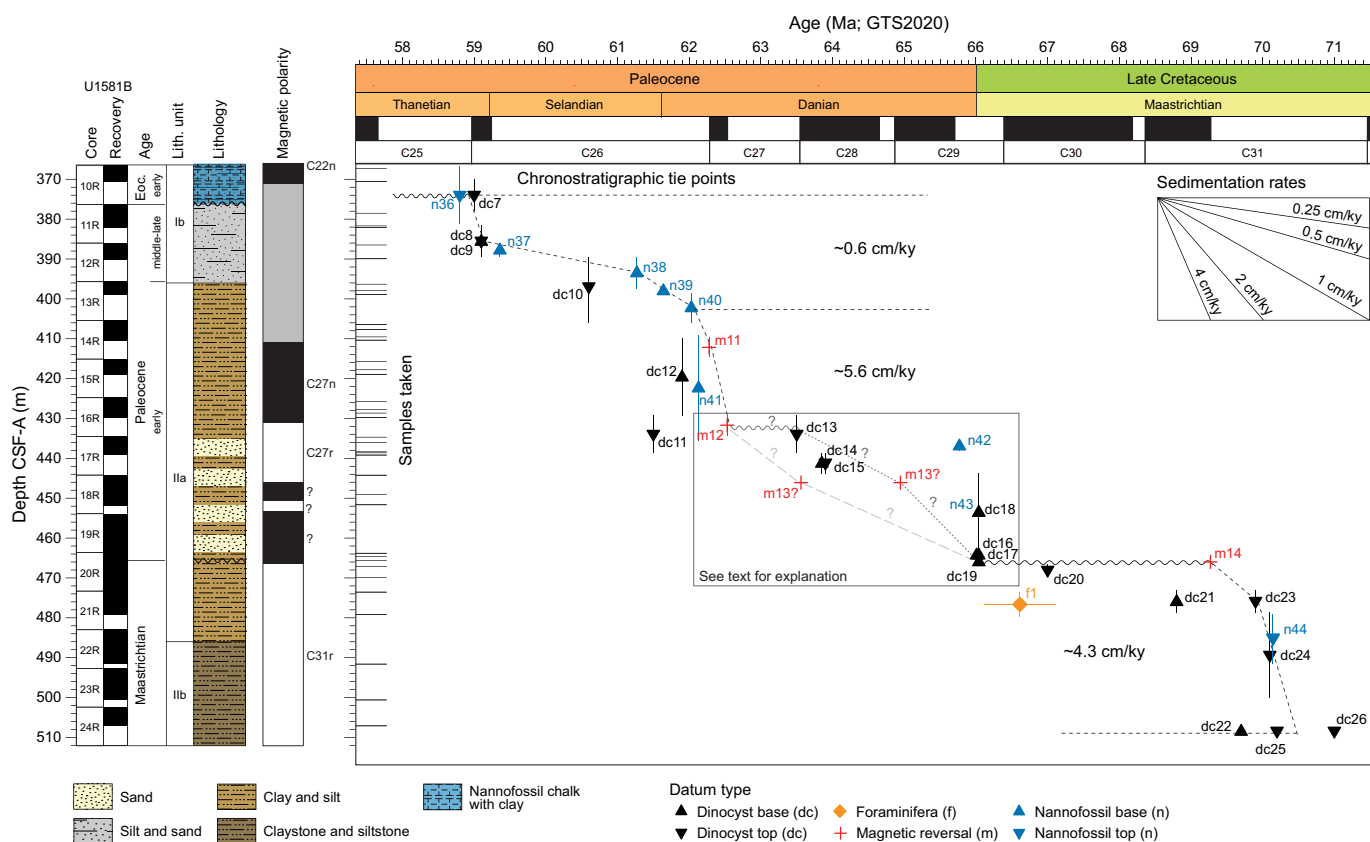 Age (Ma; GTS2020)
58 59 60 61 62 63 64 65 66 67 68 69 70 71
U1581B
Core
Recovery
Age
Lith. unit
Lithology
Magnetic polarity
Paleocene Late Cretaceous
Thanetian Selandian Danian Maastrichtian
C25 C26 C27 C28 C29 C30 C31
Depth CSF-A (m)
370
380
390
400
410
420
430
440
450
460
470
480
490
500
510
10R
11R
12R
13R
14R
15R
16R
17R
18R
19R
20R
21R
22R
23R
24R
Eoc.
early
middle-late
Paleocene
early
Maastrichtian
Ib
IIa
IIb
C22n
C27n
C27r
?
?
?
C31r
Samples taken
Chronostratigraphic tie points
Sedimentation rates
0.25 cm/ky
0.5 cm/ky
1 cm/ky
2 cm/ky
4 cm/ky
n36
dc7
dc8
dc9
n37
~0.6 cm/ky
n38
dc10
n39
n40
m11
dc12
n41
~5.6 cm/ky
m12
dc11
?
dc13
?
?
dc14
dc15
n42
m13?
m13?
?
?
n43
dc18
dc16
dc17
dc19
See text for explanation
m14
dc20
f1
dc21
dc23
n44
dc24
~4.3 cm/ky
dc22
dc25
dc26
Sand
Silt and sand
Clay and silt
Claystone and siltstone
Nannofossil chalk
with clay
Datum type
Dinocyst base (dc)
Dinocyst top (dc)
Foraminifera (f)
Magnetic reversal (m)
Nannofossil base (n)
Nannofossil top (n)